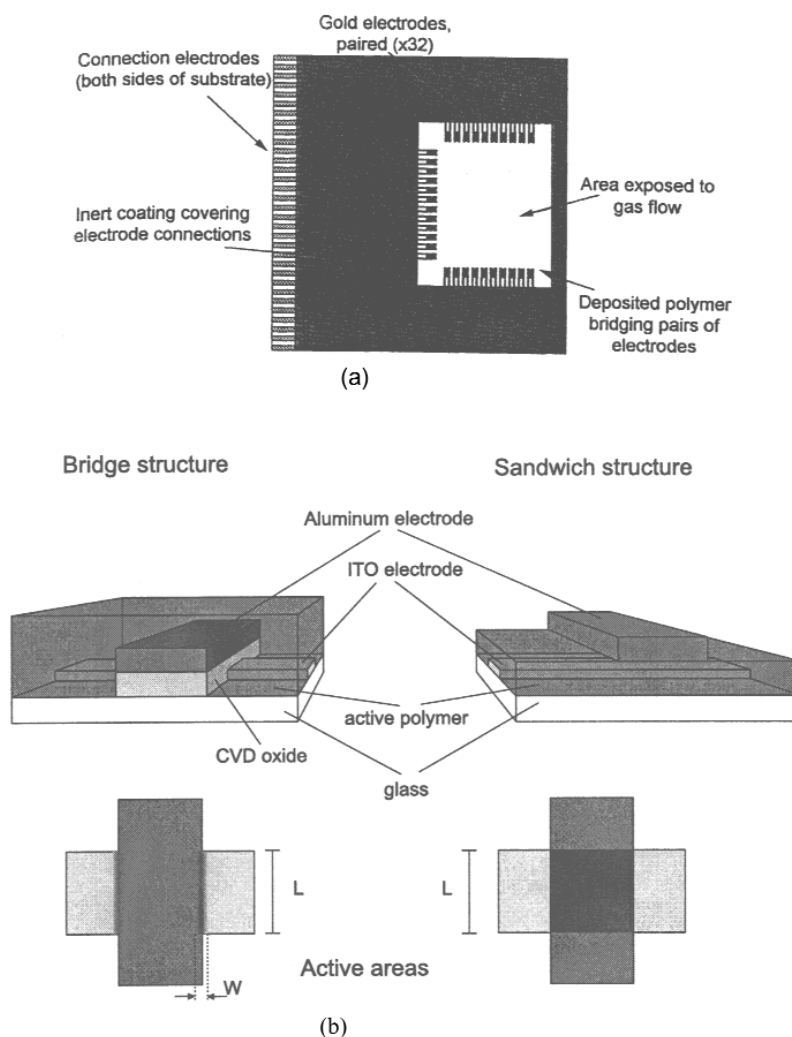 Gold electrodes,
paired (x32)
Connection electrodes
(both sides of substrate)
Inert coating covering
electrode connections
Area exposed to
gas flow
Deposited polymer
bridging pairs of
electrodes
(a)
Bridge structure
Sandwich structure
Aluminum electrode
ITO electrode
active polymer
CVD oxide
glass
L
L
Active areas
W
(b)